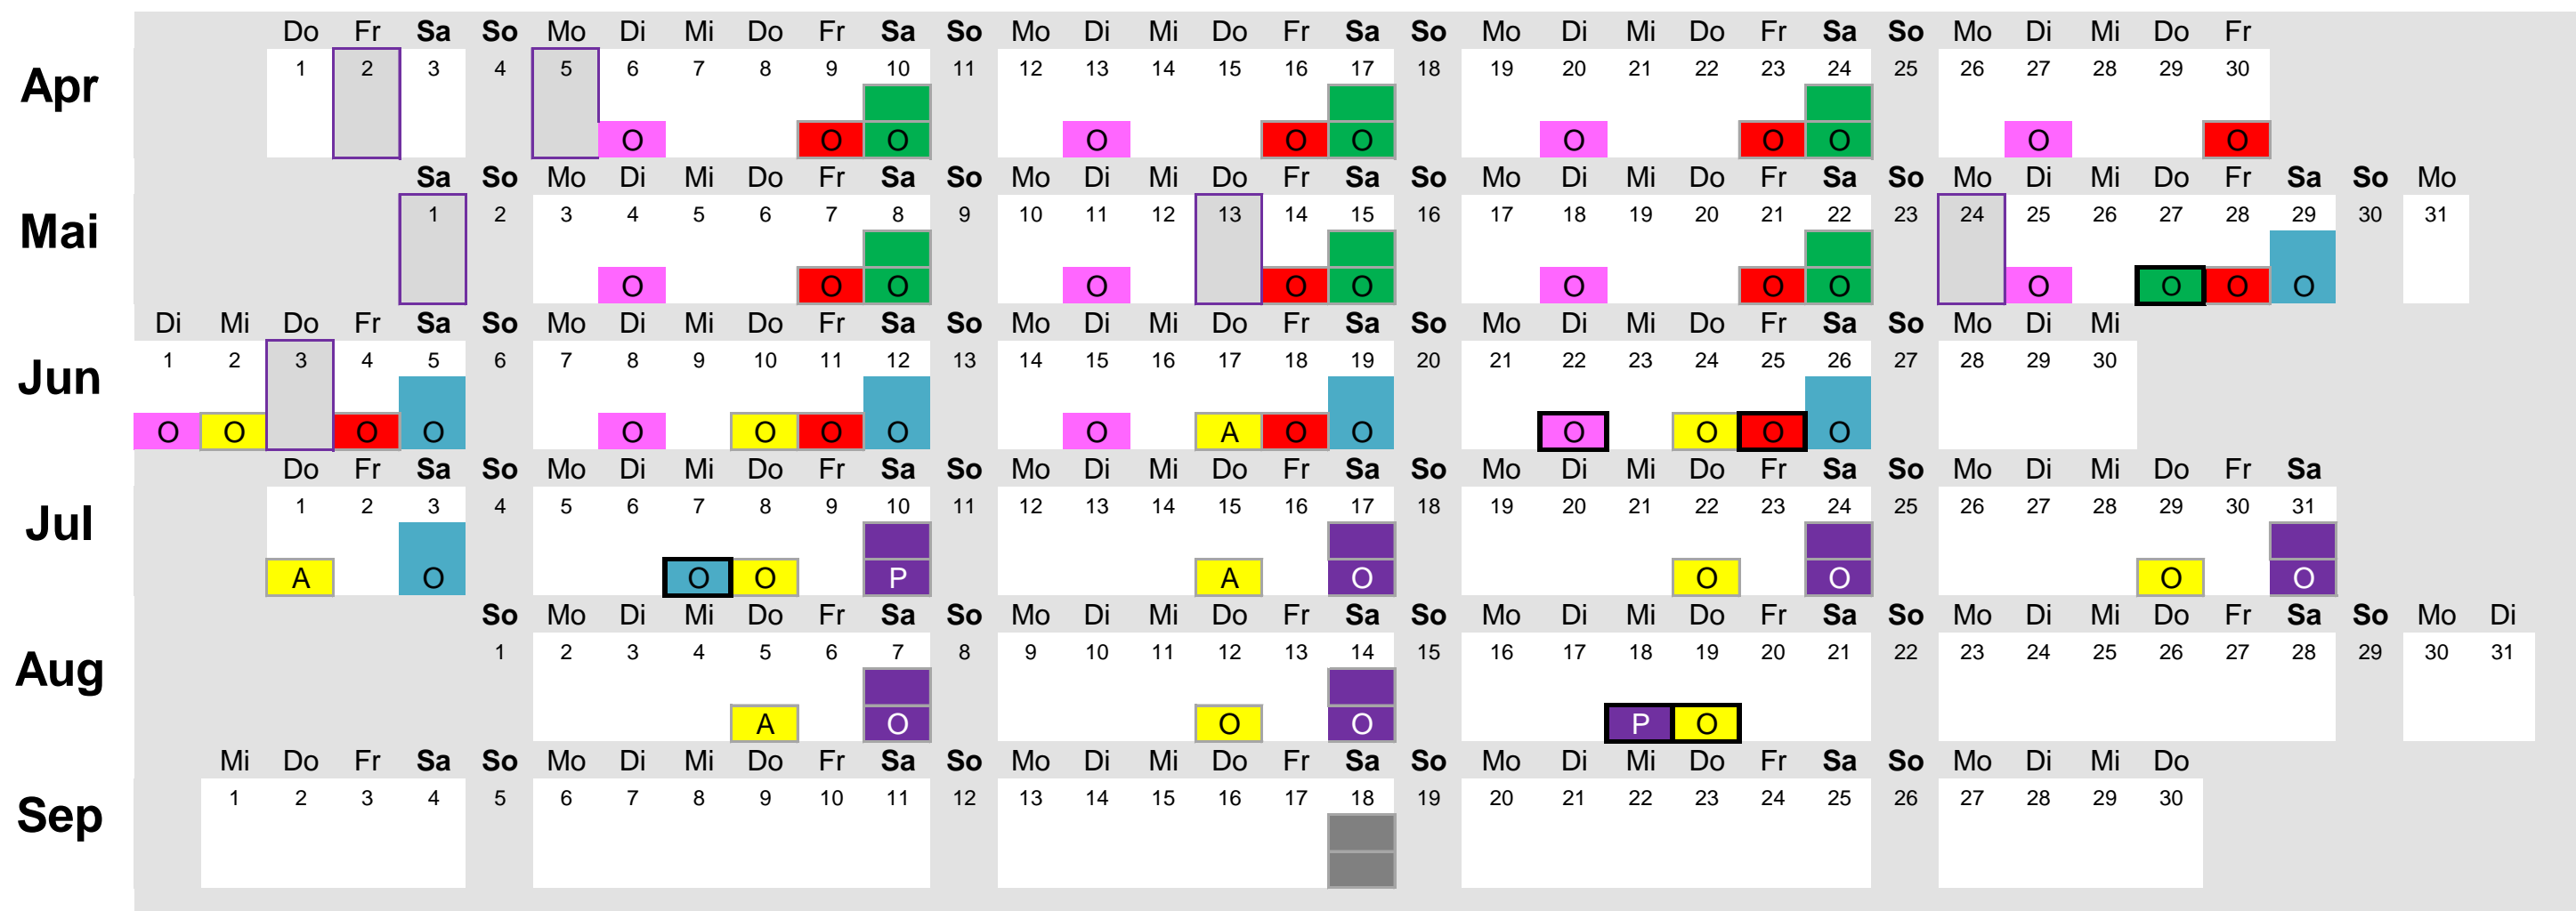 Do Fr Sa So Mo Di Mi Do Fr Sa So Mo Di Mi Do Fr Sa So Mo Di Mi Do Fr Sa So Mo Di Mi Do Fr
Apr
1 2 3 4 5 6 7 8 9 10 11 12 13 14 15 16 17 18 19 20 21 22 23 24 25 26 27 28 29 30
O O O O O O O O O O O
Sa So Mo Di Mi Do Fr Sa So Mo Di Mi Do Fr Sa So Mo Di Mi Do Fr Sa So Mo Di Mi Do Fr Sa So Mo
Mai
1 2 3 4 5 6 7 8 9 10 11 12 13 14 15 16 17 18 19 20 21 22 23 24 25 26 27 28 29 30 31
O O O O O O O O O O O O O
Di Mi Do Fr Sa So Mo Di Mi Do Fr Sa So Mo Di Mi Do Fr Sa So Mo Di Mi Do Fr Sa So Mo Di Mi
Jun
1 2 3 4 5 6 7 8 9 10 11 12 13 14 15 16 17 18 19 20 21 22 23 24 25 26 27 28 29 30
O O O O O O O O O A O O O O O O
Do Fr Sa So Mo Di Mi Do Fr Sa So Mo Di Mi Do Fr Sa So Mo Di Mi Do Fr Sa So Mo Di Mi Do Fr Sa
Jul
1 2 3 4 5 6 7 8 9 10 11 12 13 14 15 16 17 18 19 20 21 22 23 24 25 26 27 28 29 30 31
A O O O P A O O O O O
So Mo Di Mi Do Fr Sa So Mo Di Mi Do Fr Sa So Mo Di Mi Do Fr Sa So Mo Di Mi Do Fr Sa So Mo Di
Aug
1 2 3 4 5 6 7 8 9 10 11 12 13 14 15 16 17 18 19 20 21 22 23 24 25 26 27 28 29 30 31
A O O O P O
Mi Do Fr Sa So Mo Di Mi Do Fr Sa So Mo Di Mi Do Fr Sa So Mo Di Mi Do Fr Sa So Mo Di Mi Do
Sep
1 2 3 4 5 6 7 8 9 10 11 12 13 14 15 16 17 18 19 20 21 22 23 24 25 26 27 28 29 30